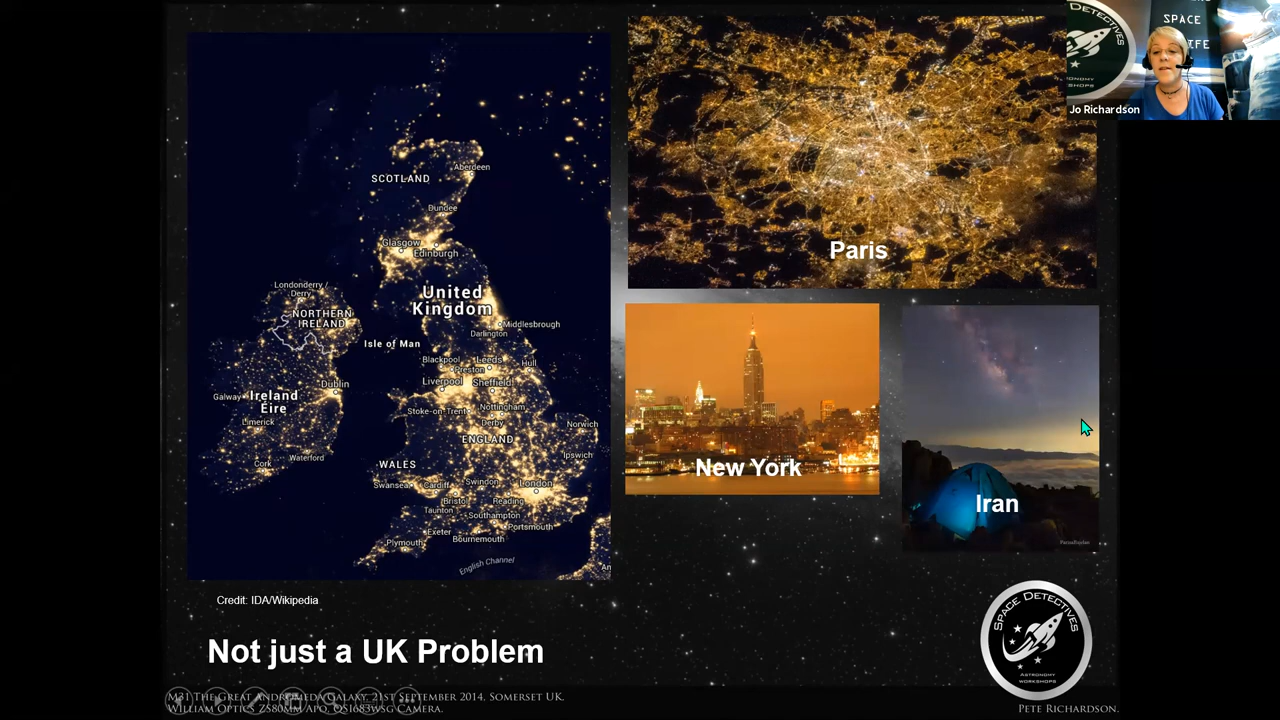 SPACE
Jo Richardson
SCOTLAND
Aberdeen
Dundee
Glasgow
Edinburgh
Londonderry /
Derry
NORTHERN
IRELAND
United
Kingdom
Isle of Man
Middlesbrough
Darlington
Blackpool
Leeds
Preston
Hull
Dublin
Liverpool
Sheffield
Galway
Ireland
Éire
Stoke-on-Trent
Nottingham
Derby
Limerick
ENGLAND
Norwich
Cork
Waterford
WALES
Ipswich
Swansea
Cardiff
Swindon
London
Bristol
Reading
Taunton
Southampton
Portsmouth
Exeter
Bournemouth
Plymouth
English Channel
Paris
New York
Iran
Credit: IDA/Wikipedia
Not just a UK Problem
SPACE DETECTIVES
ASTRONOMY
WORKSHOPS
M31 The Great Andromeda Galaxy. 21st September 2014, Somerset UK.
William Optics ZS80mm Apo, QSI683wsg Camera.
Pete Richardson.